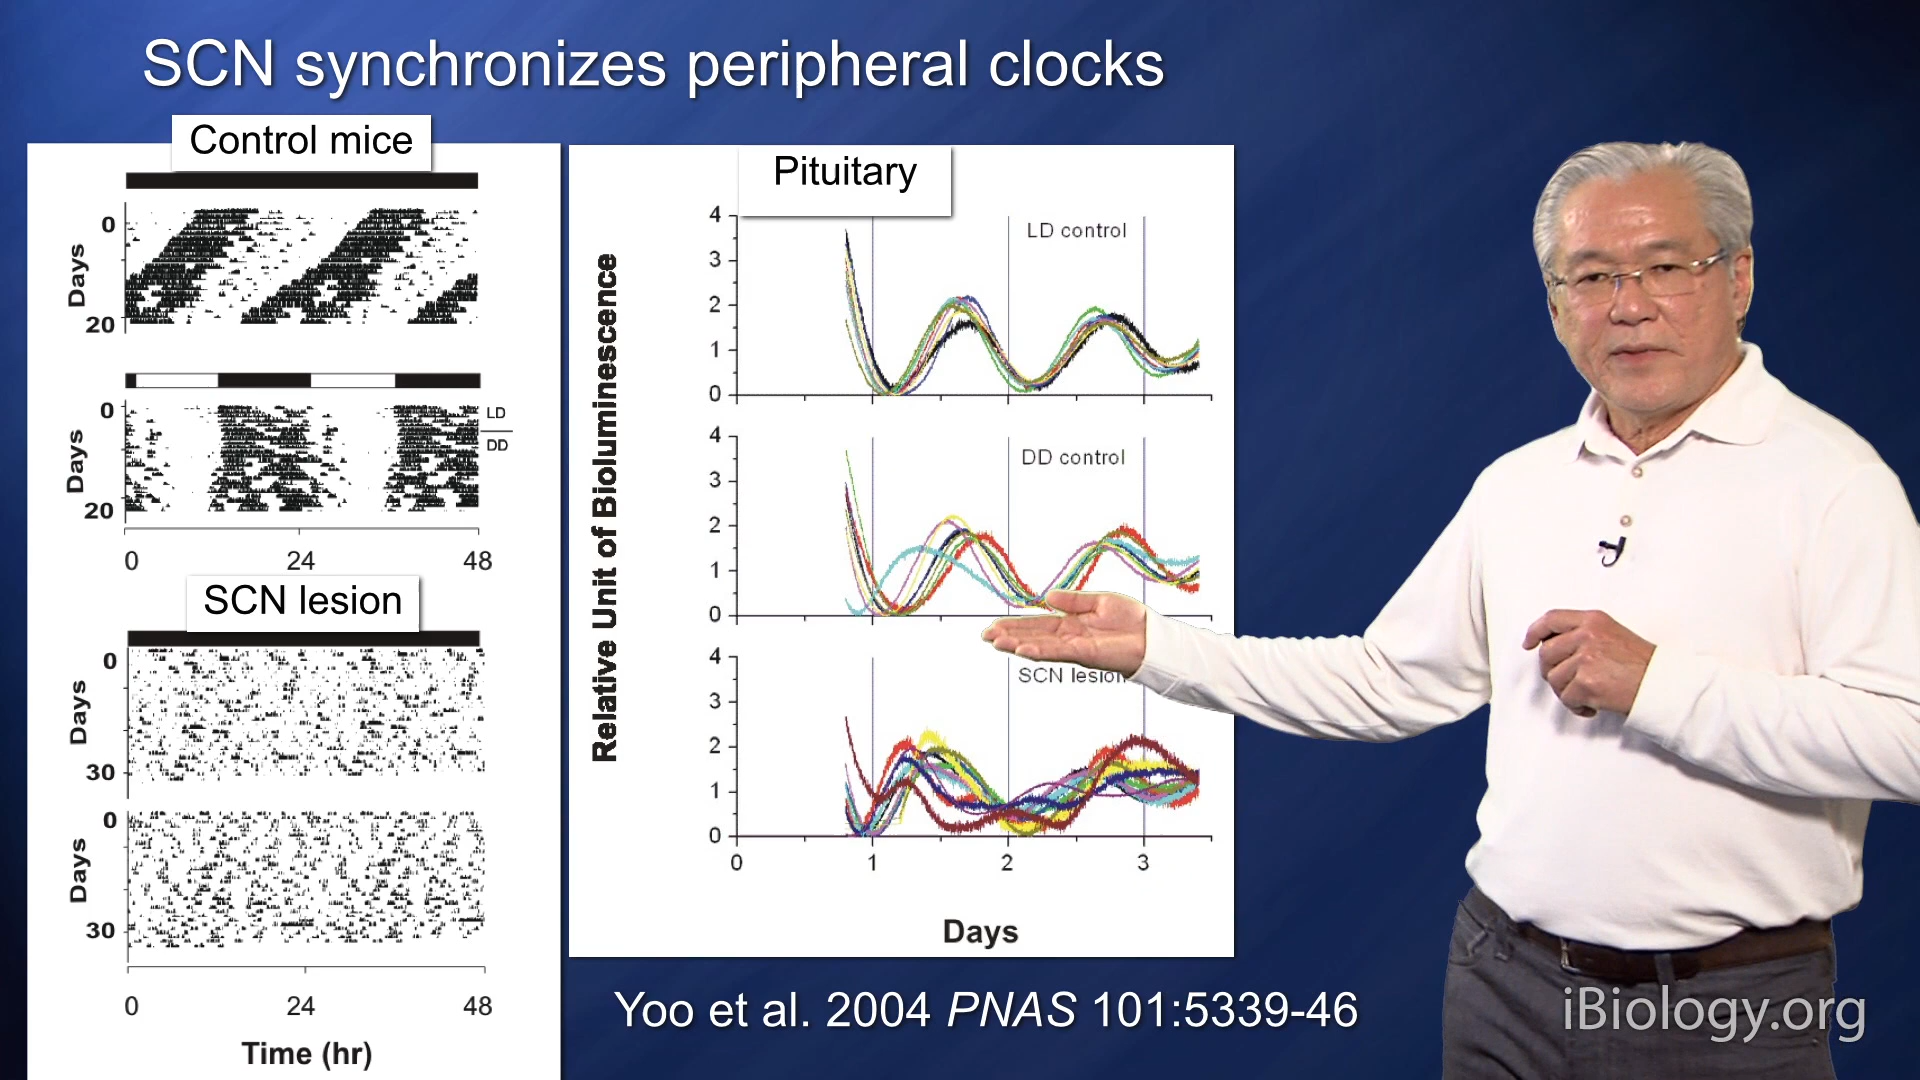 SCN synchronizes peripheral clocks
Control mice
Days
0
20
Days
0
20
LD
DD
0 24 48
SCN lesion
Days
0
30
Days
0
30
0 24 48
Time (hr)
Pituitary
Relative Unit of Bioluminescence
4
3
2
1
0
LD control
4
3
2
1
0
DD control
4
3
2
1
0
SCN lesion
0 1 2 3
Days
Yoo et al. 2004 PNAS 101:5339-46
iBiology.org